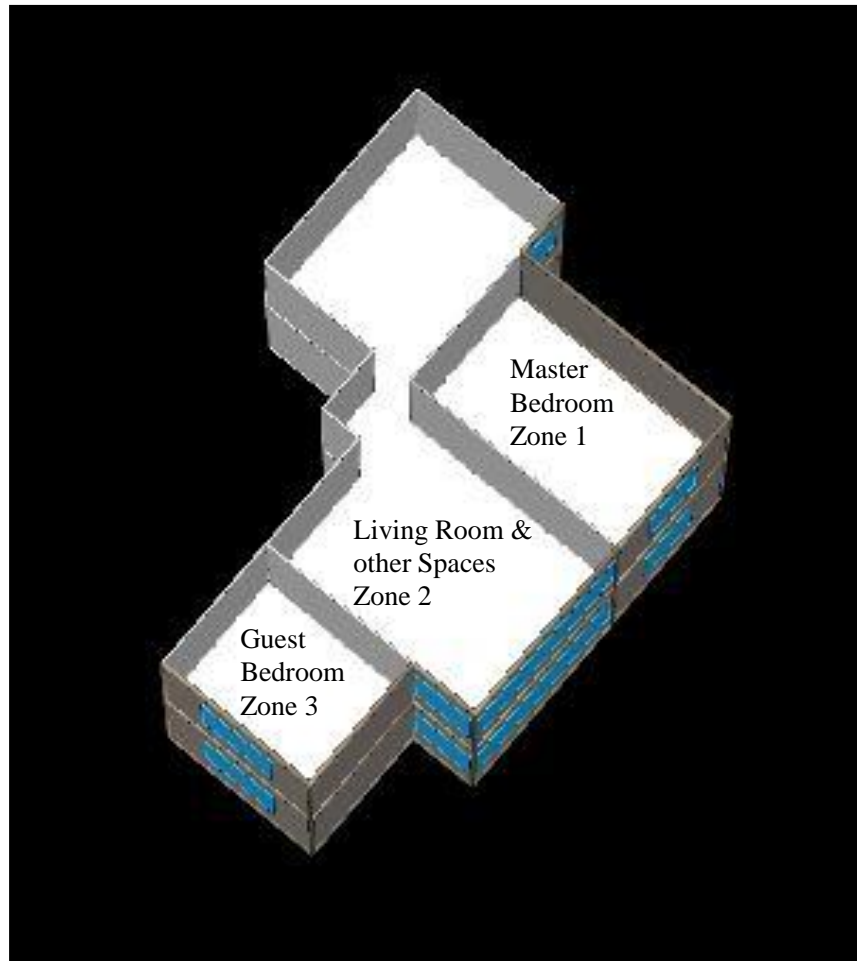 Master
Bedroom
Zone 1
Living Room &
other Spaces
Zone 2
Guest
Bedroom
Zone 3